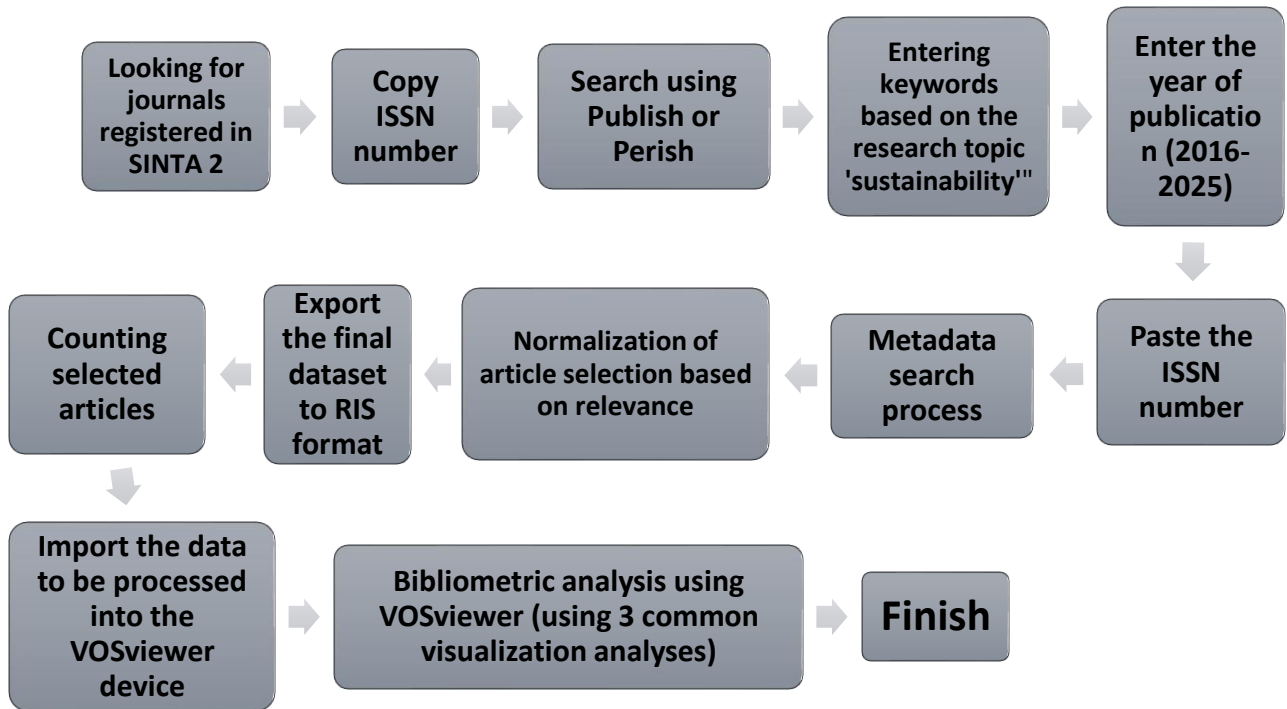 Looking for
journals
registered in
SINTA 2
Copy
ISSN
number
Search using
Publish or
Perish
Entering
keywords
based on the
research topic
'sustainability'"
Enter the
year of
publicatio
n (2016-
2025)
Paste the
ISSN
number
Metadata
search
process
Normalization of
article selection based
on relevance
Export
the final
dataset
to RIS
format
Counting
selected
articles
Import the data
to be processed
into the
VOSviewer
device
Bibliometric analysis using
VOSviewer (using 3 common
visualization analyses)
Finish